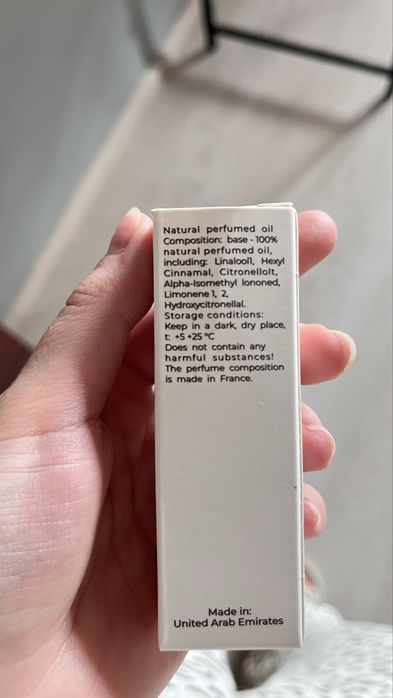 Natural perfumed oil
Composition: base - 100%
natural perfumed oil,
including: Linalool1, Hexyl
Cinnamal, Citronellolt,
Alpha-Isomethyl Iononed,
Limonene 1, 2,
Hydroxycitronellal.
Storage conditions:
Keep in a dark, dry place,
t: +5 +25 °C
Does not contain any
harmful substances!
The perfume composition
is made in France.
Made in:
United Arab Emirates